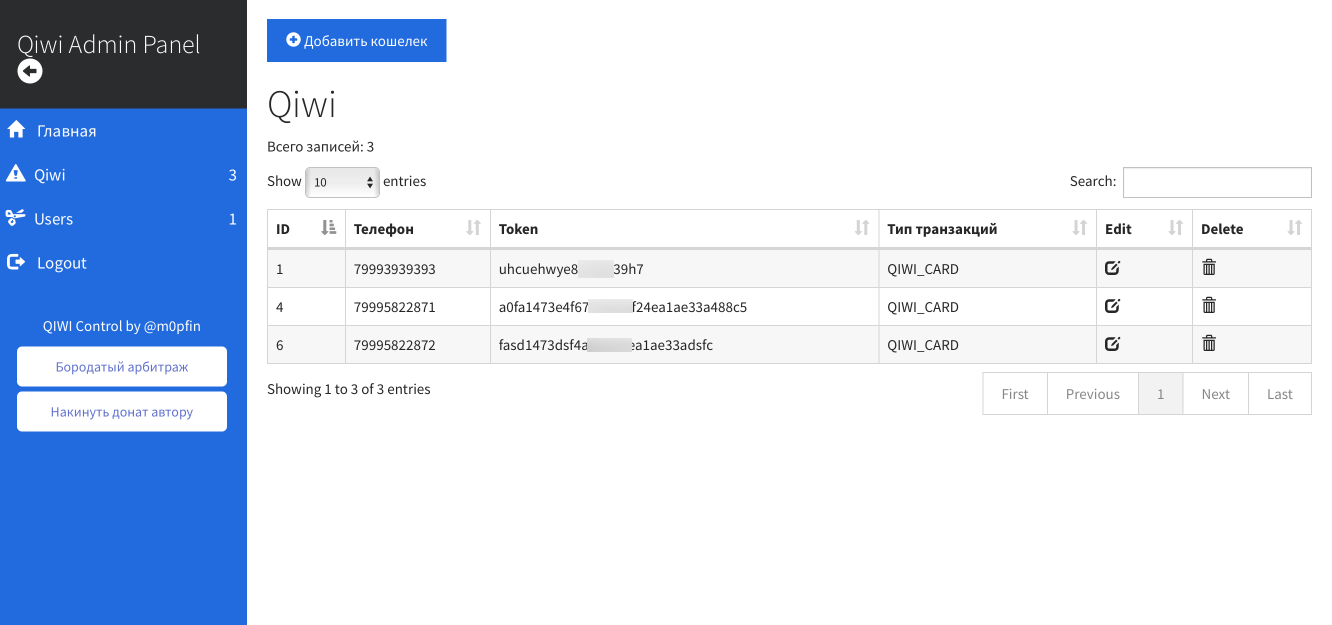 Qiwi Admin Panel
Главная
Qiwi 3
Users 1
Logout
QIWI Control by @m0pfin
Бородатый арбитраж
Накинуть донат автору
Добавить кошелек
Qiwi
Всего записей: 3
Show 10 entries
Search:
ID Телефон Token Тип транзакций Edit Delete
1 79993939393 uhcuehwye8 39h7 QIWI_CARD
4 79995822871 a0fa1473e4f67 f24ea1ae33a488c5 QIWI_CARD
6 79995822872 fasd1473dsf4a ea1ae33adsfc QIWI_CARD
Showing 1 to 3 of 3 entries
First Previous 1 Next Last